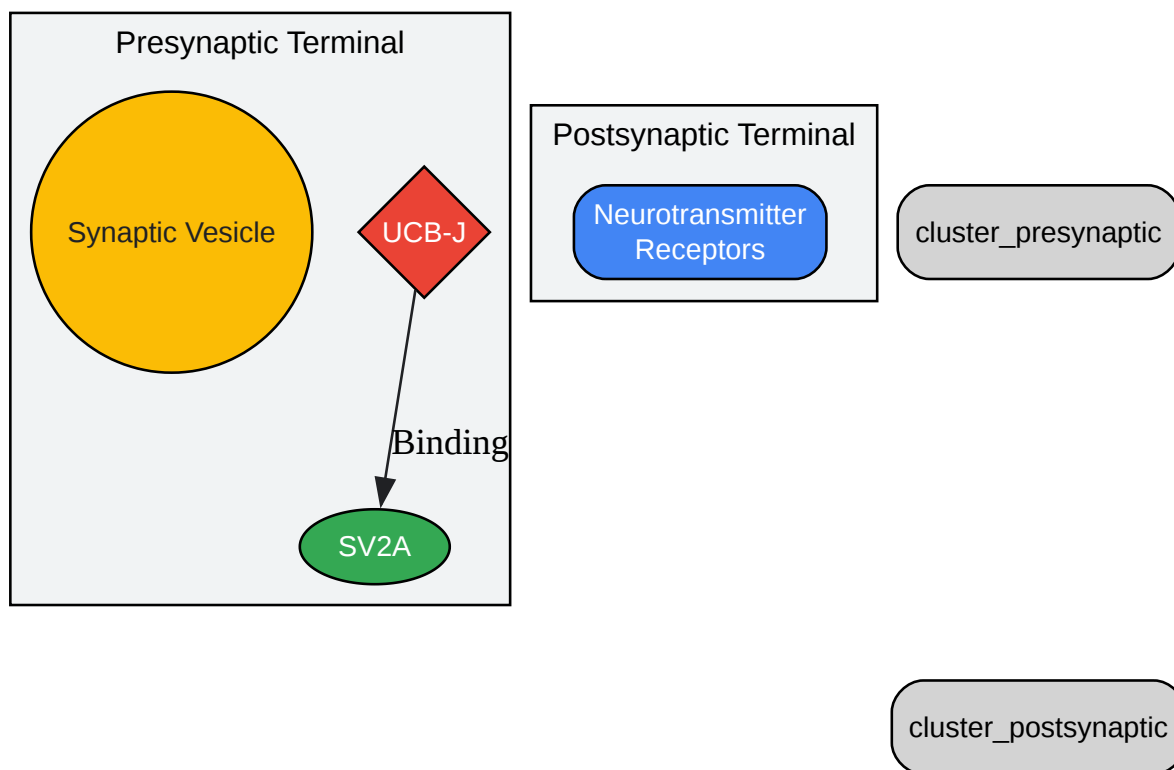 Presynaptic Terminal
Synaptic Vesicle
UCB-J
Binding
SV2A
Postsynaptic Terminal
Neurotransmitter
Receptors
cluster_presynaptic
cluster_postsynaptic